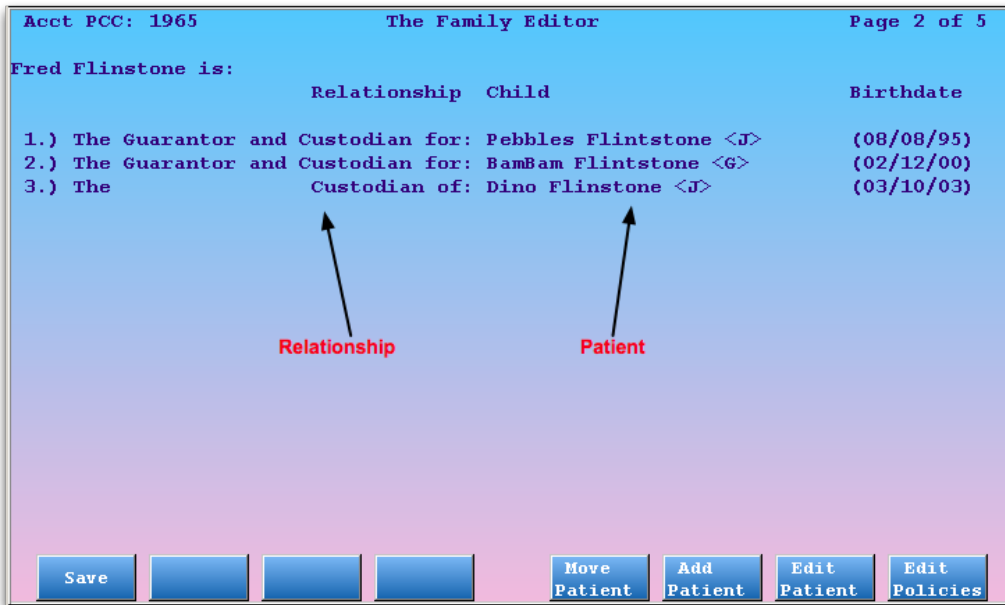 Acct PCC: 1965 The Family Editor Page 2 of 5
Fred Flinstone is:
Relationship Child Birthdate
1.) The Guarantor and Custodian for: Pebbles Flintstone <J> (08/08/95)
2.) The Guarantor and Custodian for: BamBam Flintstone <G> (02/12/00)
3.) The Custodian of: Dino Flinstone <J> (03/10/03)
Relationship Patient
Save Move Patient Add Patient Edit Patient Edit Policies